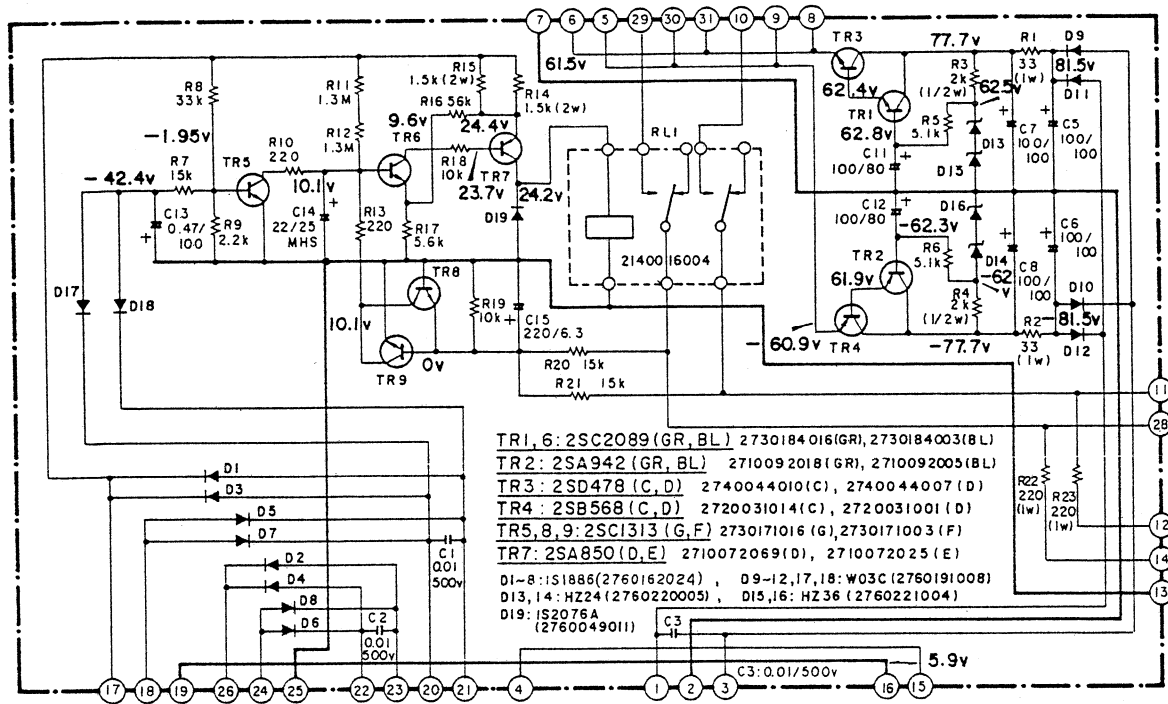 7 6 5 29 30 31 10 9 8
TR3 77.7v R1 D9
61.5v 33 (1w) 81.5v
R3 2k (1/2w)
62.4v 62.5v D11
TR1
62.8v R5 5.1k
C11 100/80
C7 100/100
C5 100/100
D13
D15
R8 33k
R11 1.3M
R15 1.5k(2w)
R14 1.5k(2w)
R16 56k
9.6v 24.4v
R12 1.3M
TR6
-1.95v
R7 15k
TR5
R10 220
10.1v
R18 10k
TR7
23.7v
24.2v
RL1
-42.4v
C13 0.47/100
R9 2.2k
C14 22/25 MHS
R13 220
R17 5.6k
D19
2140016004
C12 100/80
D16
-62.3v
R6 5.1k
D14
-62v
C6 100/100
C8 100/100
TR2
61.9v
R4 2k (1/2w)
D10
-81.5v
R2 33 (1w)
D12
-60.9v TR4 -77.7v
D17 D18
TR8
R19 10k
C15 220/6.3
10.1v
0v
TR9
R20 15k
R21 15k
11
28
TR1,6:2SC2089(GR,BL) 2730184016(GR),2730184003(BL)
TR2:2SA942(GR,BL) 2710092018(GR), 2710092005(BL)
TR3:2SD478(C,D) 2740044010(C), 2740044007(D)
TR4:2SB568(C,D) 2720031014(C), 2720031001(D)
TR5,8,9:2SC1313(G,F) 2730171016(G),2730171003(F)
TR7:2SA850(D,E) 2710072069(D), 2710072025(E)
D1~8:1S1886(2760162024), D9~12,17,18:W03C(2760191008)
D13,14:HZ24(2760220005), D15,16:HZ36(2760221004)
D19:1S2076A
(2760049011)
R22 220 (1w)
R23 220 (1w)
12
14
13
D1
D3
D5
D7
C1 0.01 500v
D2
D4
D8
D6
C2 0.01 500v
C3
C3:0.01/500v
5.9v
17 18 19 26 24 25 22 23 20 21 4 1 2 3 16 15